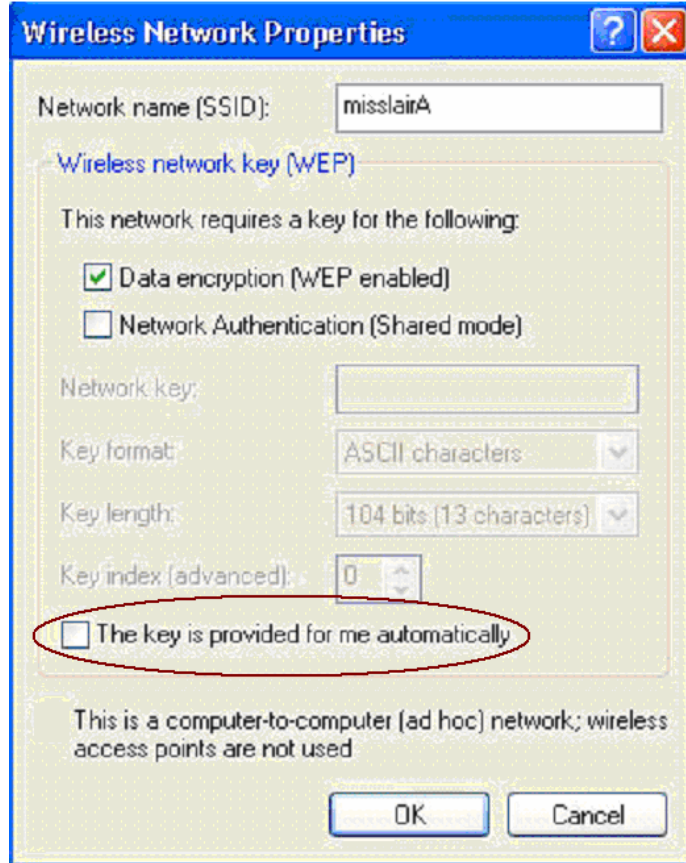 Wireless Network Properties
Network name (SSID): misslairA
Wireless network key (WEP)
This network requires a key for the following:
Data encryption (WEP enabled)
Network Authentication (Shared mode)
Network key:
Key format: ASCII characters
Key length: 104 bits (13 characters)
Key index (advanced): 0
The key is provided for me automatically
This is a computer-to-computer (ad hoc) network; wireless
access points are not used
OK Cancel